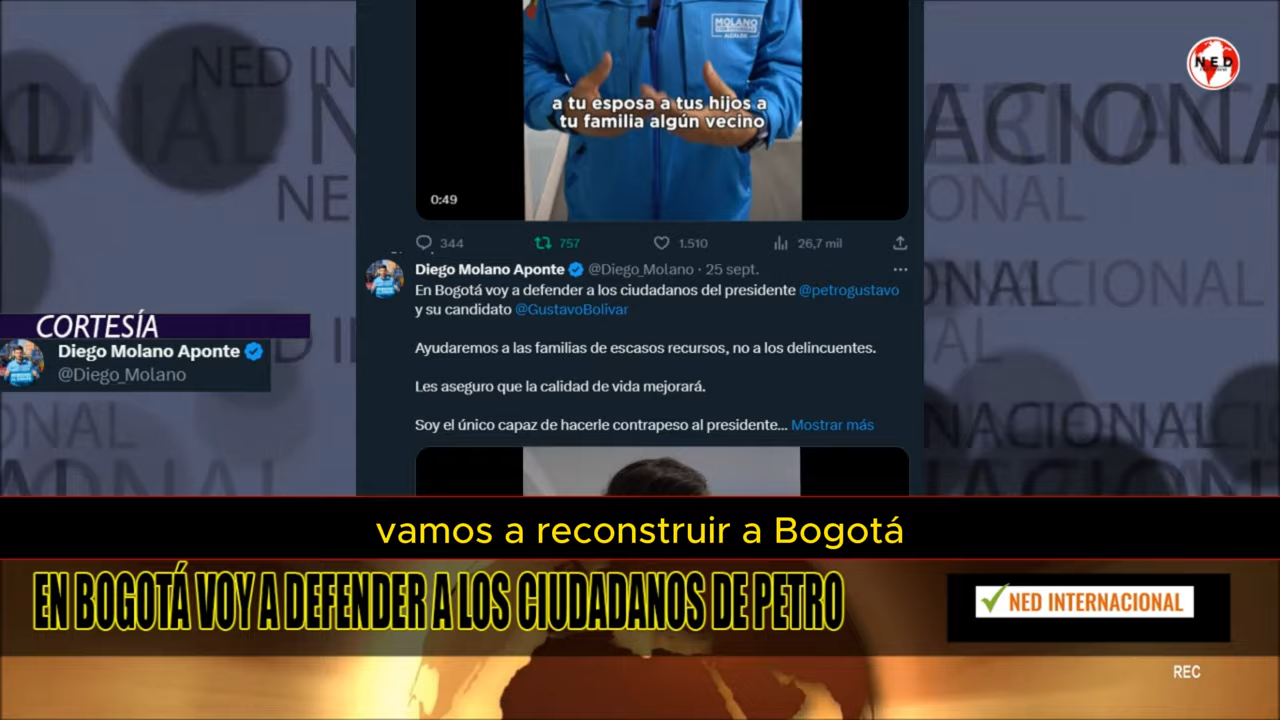 MOLANO
ALCALDE
NED
a tu esposa a tus hijos a
tu familia algún vecino
0:49
344
757
1.510
26,7 mil
Diego Molano Aponte @Diego_Molano · 25 sept.
En Bogotá voy a defender a los ciudadanos del presidente @petrogustavo
y su candidato @GustavoBolivar
Ayudaremos a las familias de escasos recursos, no a los delincuentes.
Les aseguro que la calidad de vida mejorará.
Soy el único capaz de hacerle contrapeso al presidente... Mostrar más
CORTESÍA
Diego Molano Aponte
@Diego_Molano
vamos a reconstruir a Bogotá
EN BOGOTÁ VOY A DEFENDER A LOS CIUDADANOS DE PETRO
NED INTERNACIONAL
REC